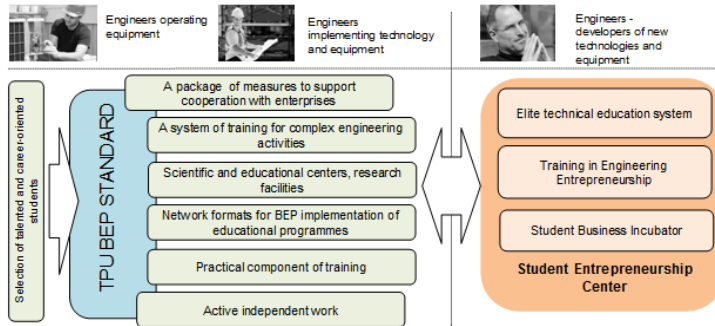 Engineers operating
equipment
Engineers
implementing technology
and equipment
Engineers -
developers of new
technologies and
equipment
Selection of talented and career-oriented
students
TPU BEP STANDARD
A package of measures to support
cooperation with enterprises
A system of training for complex engineering
activities
Scientific and educational centers, research
facilities
Network formats for BEP implementation of
educational programmes
Practical component of training
Active independent work
Elite technical education system
Training in Engineering
Entrepreneurship
Student Business Incubator
Student Entrepreneurship
Center